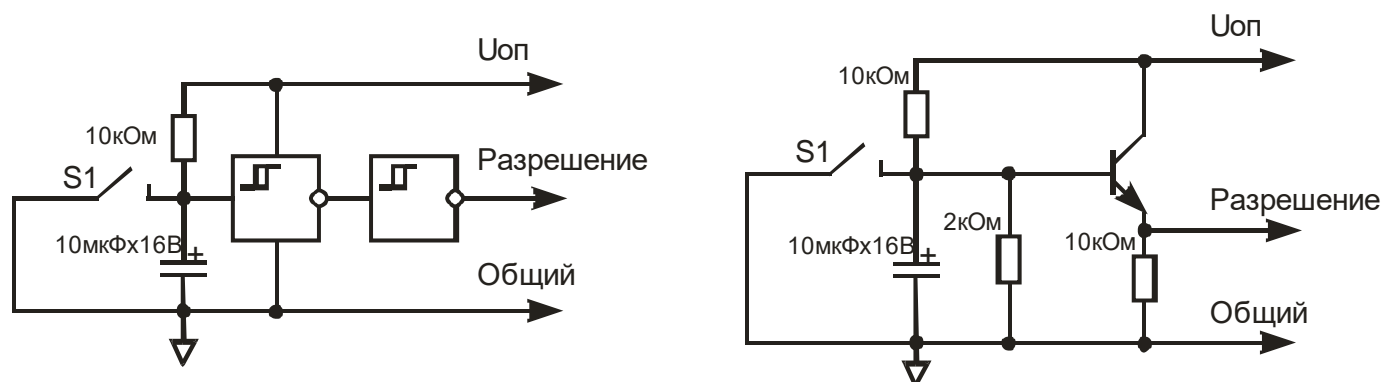 Uоп
10кОм
Разрешение
S1
10мкФх16В
+
Общий
Uоп
10кОм
S1
Разрешение
2кОм
10мкФх16В
+
10кОм
Общий